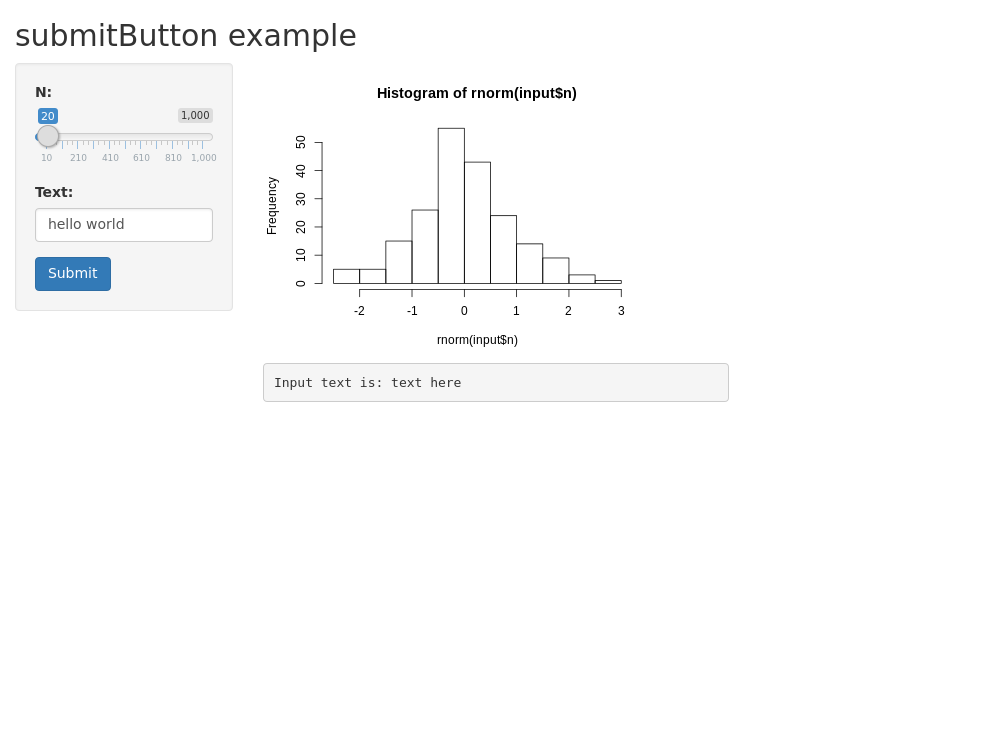 submitButton example
N:
20 1,000
10 210 410 610 810 1,000
Text:
hello world
Submit
Histogram of rnorm(input$n)
Frequency
0 10 20 30 40 50
-2 -1 0 1 2 3
rnorm(input$n)
Input text is: text here